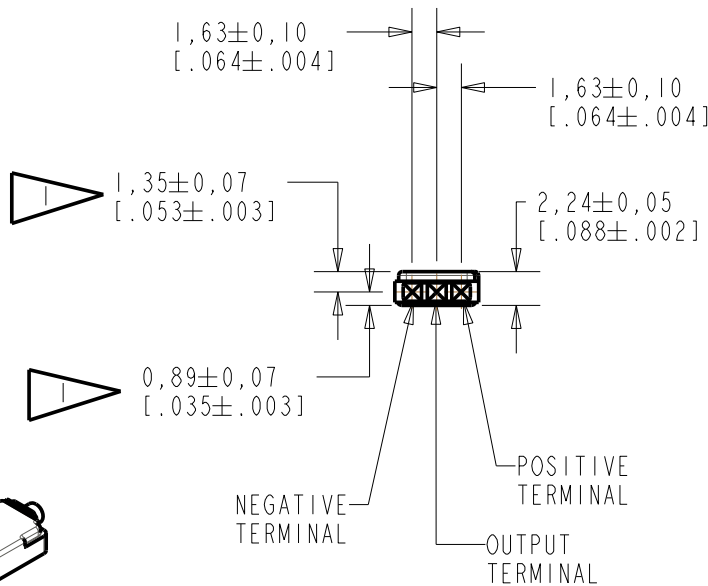 1,63±0,10
[.064±.004]
1,63±0,10
[.064±.004]
1
1,35±0,07
[.053±.003]
2,24±0,05
[.088±.002]
1
0,89±0,07
[.035±.003]
POSITIVE
TERMINAL
NEGATIVE
TERMINAL
OUTPUT
TERMINAL